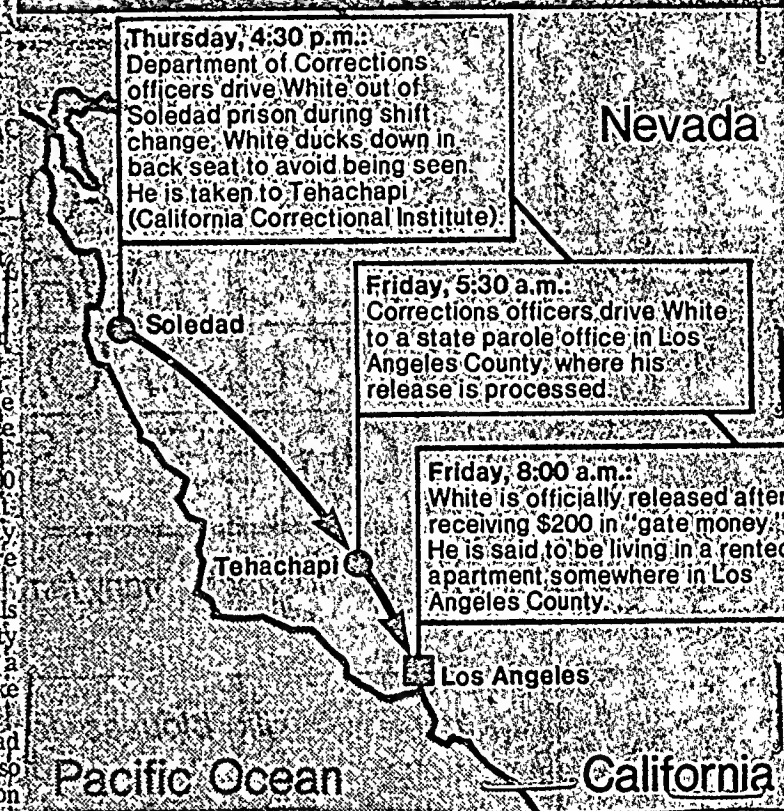 Thursday, 4:30 p.m.:
Department of Corrections
officers drive White out of
Soledad prison during shift
change; White ducks down in
back seat to avoid being seen.
He is taken to Tehachapi
(California Correctional Institute).
Nevada
Friday, 5:30 a.m.:
Corrections officers drive White
to a state parole office in Los
Angeles County, where his
release is processed.
Soledad
Friday, 8:00 a.m.:
White is officially released after
receiving $200 in "gate money."
He is said to be living in a rente
apartment somewhere in Los
Angeles County.
Tehachapi
Los Angeles
Pacific Ocean
California